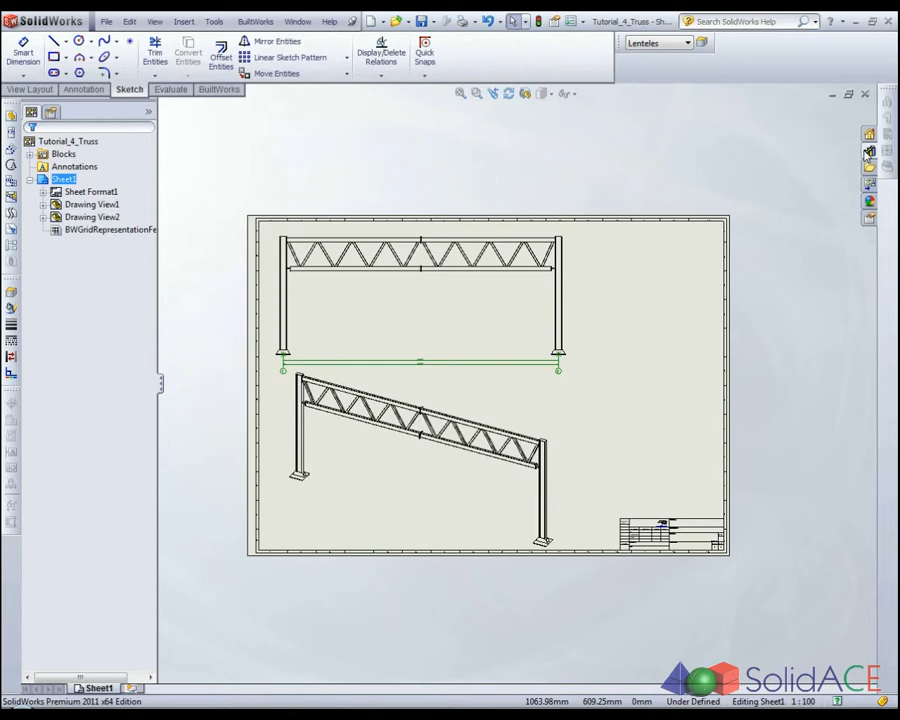 SolidWorks File Edit View Insert Tools BuiltWorks Window Help Tutorial_4_Truss - Sh... Search SolidWorks Help
Smart Dimension
Trim Entities
Convert Entities
Offset Entities
Mirror Entities
Linear Sketch Pattern
Move Entities
Display/Delete Relations
Quick Snaps
Lenteles
View Layout Annotation Sketch Evaluate BuiltWorks
Tutorial_4_Truss
Blocks
Annotations
Sheet1
Sheet Format1
Drawing View1
Drawing View2
BWGridRepresentationFe
SolidACE
Sheet1
SolidWorks Premium 2011 x64 Edition 1063.98mm 609.25mm 0mm Under Defined Editing Sheet1 1 : 100